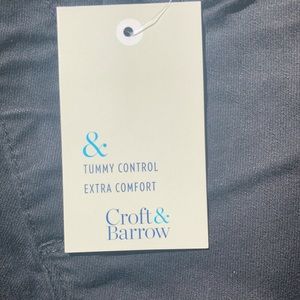 &
TUMMY CONTROL
EXTRA COMFORT
Croft &
Barrow